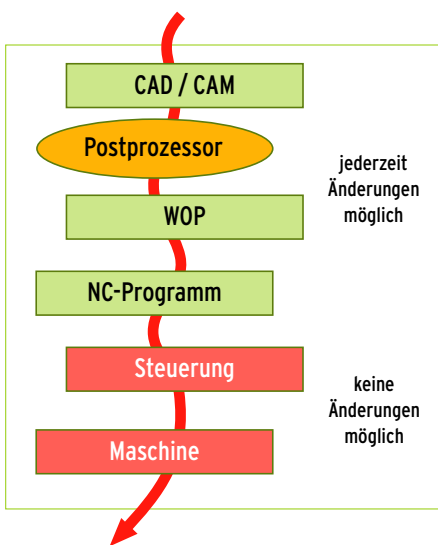 CAD / CAM
Postprozessor
jederzeit
Änderungen
möglich
WOP
NC-Programm
Steuerung
keine
Änderungen
möglich
Maschine